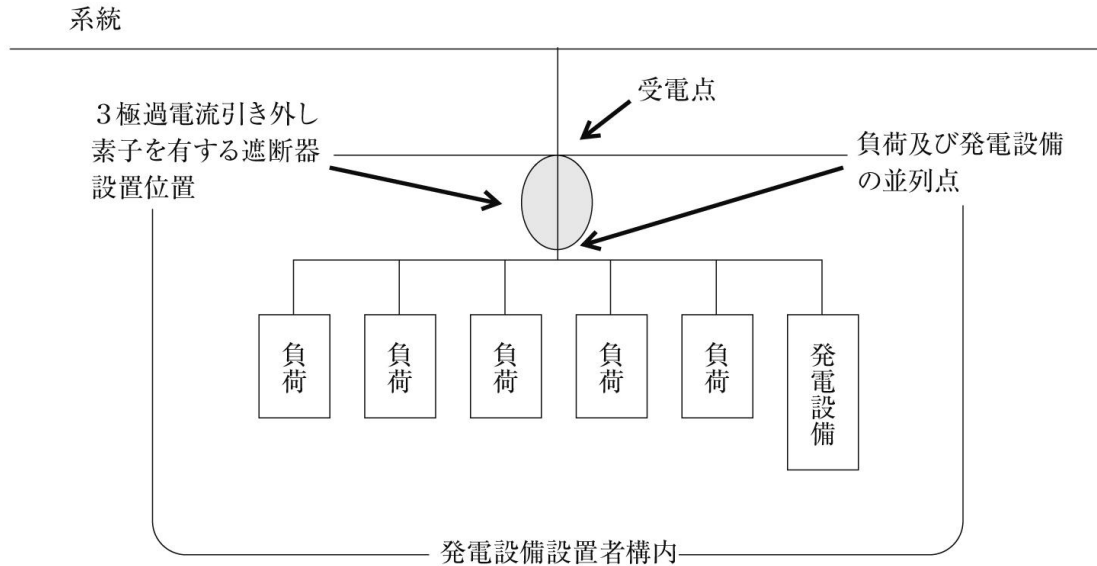 系統
受電点
３極過電流引き外し
素子を有する遮断器
設置位置
負荷及び発電設備
の並列点
負荷
負荷
負荷
負荷
負荷
発電設備
発電設備設置者構内